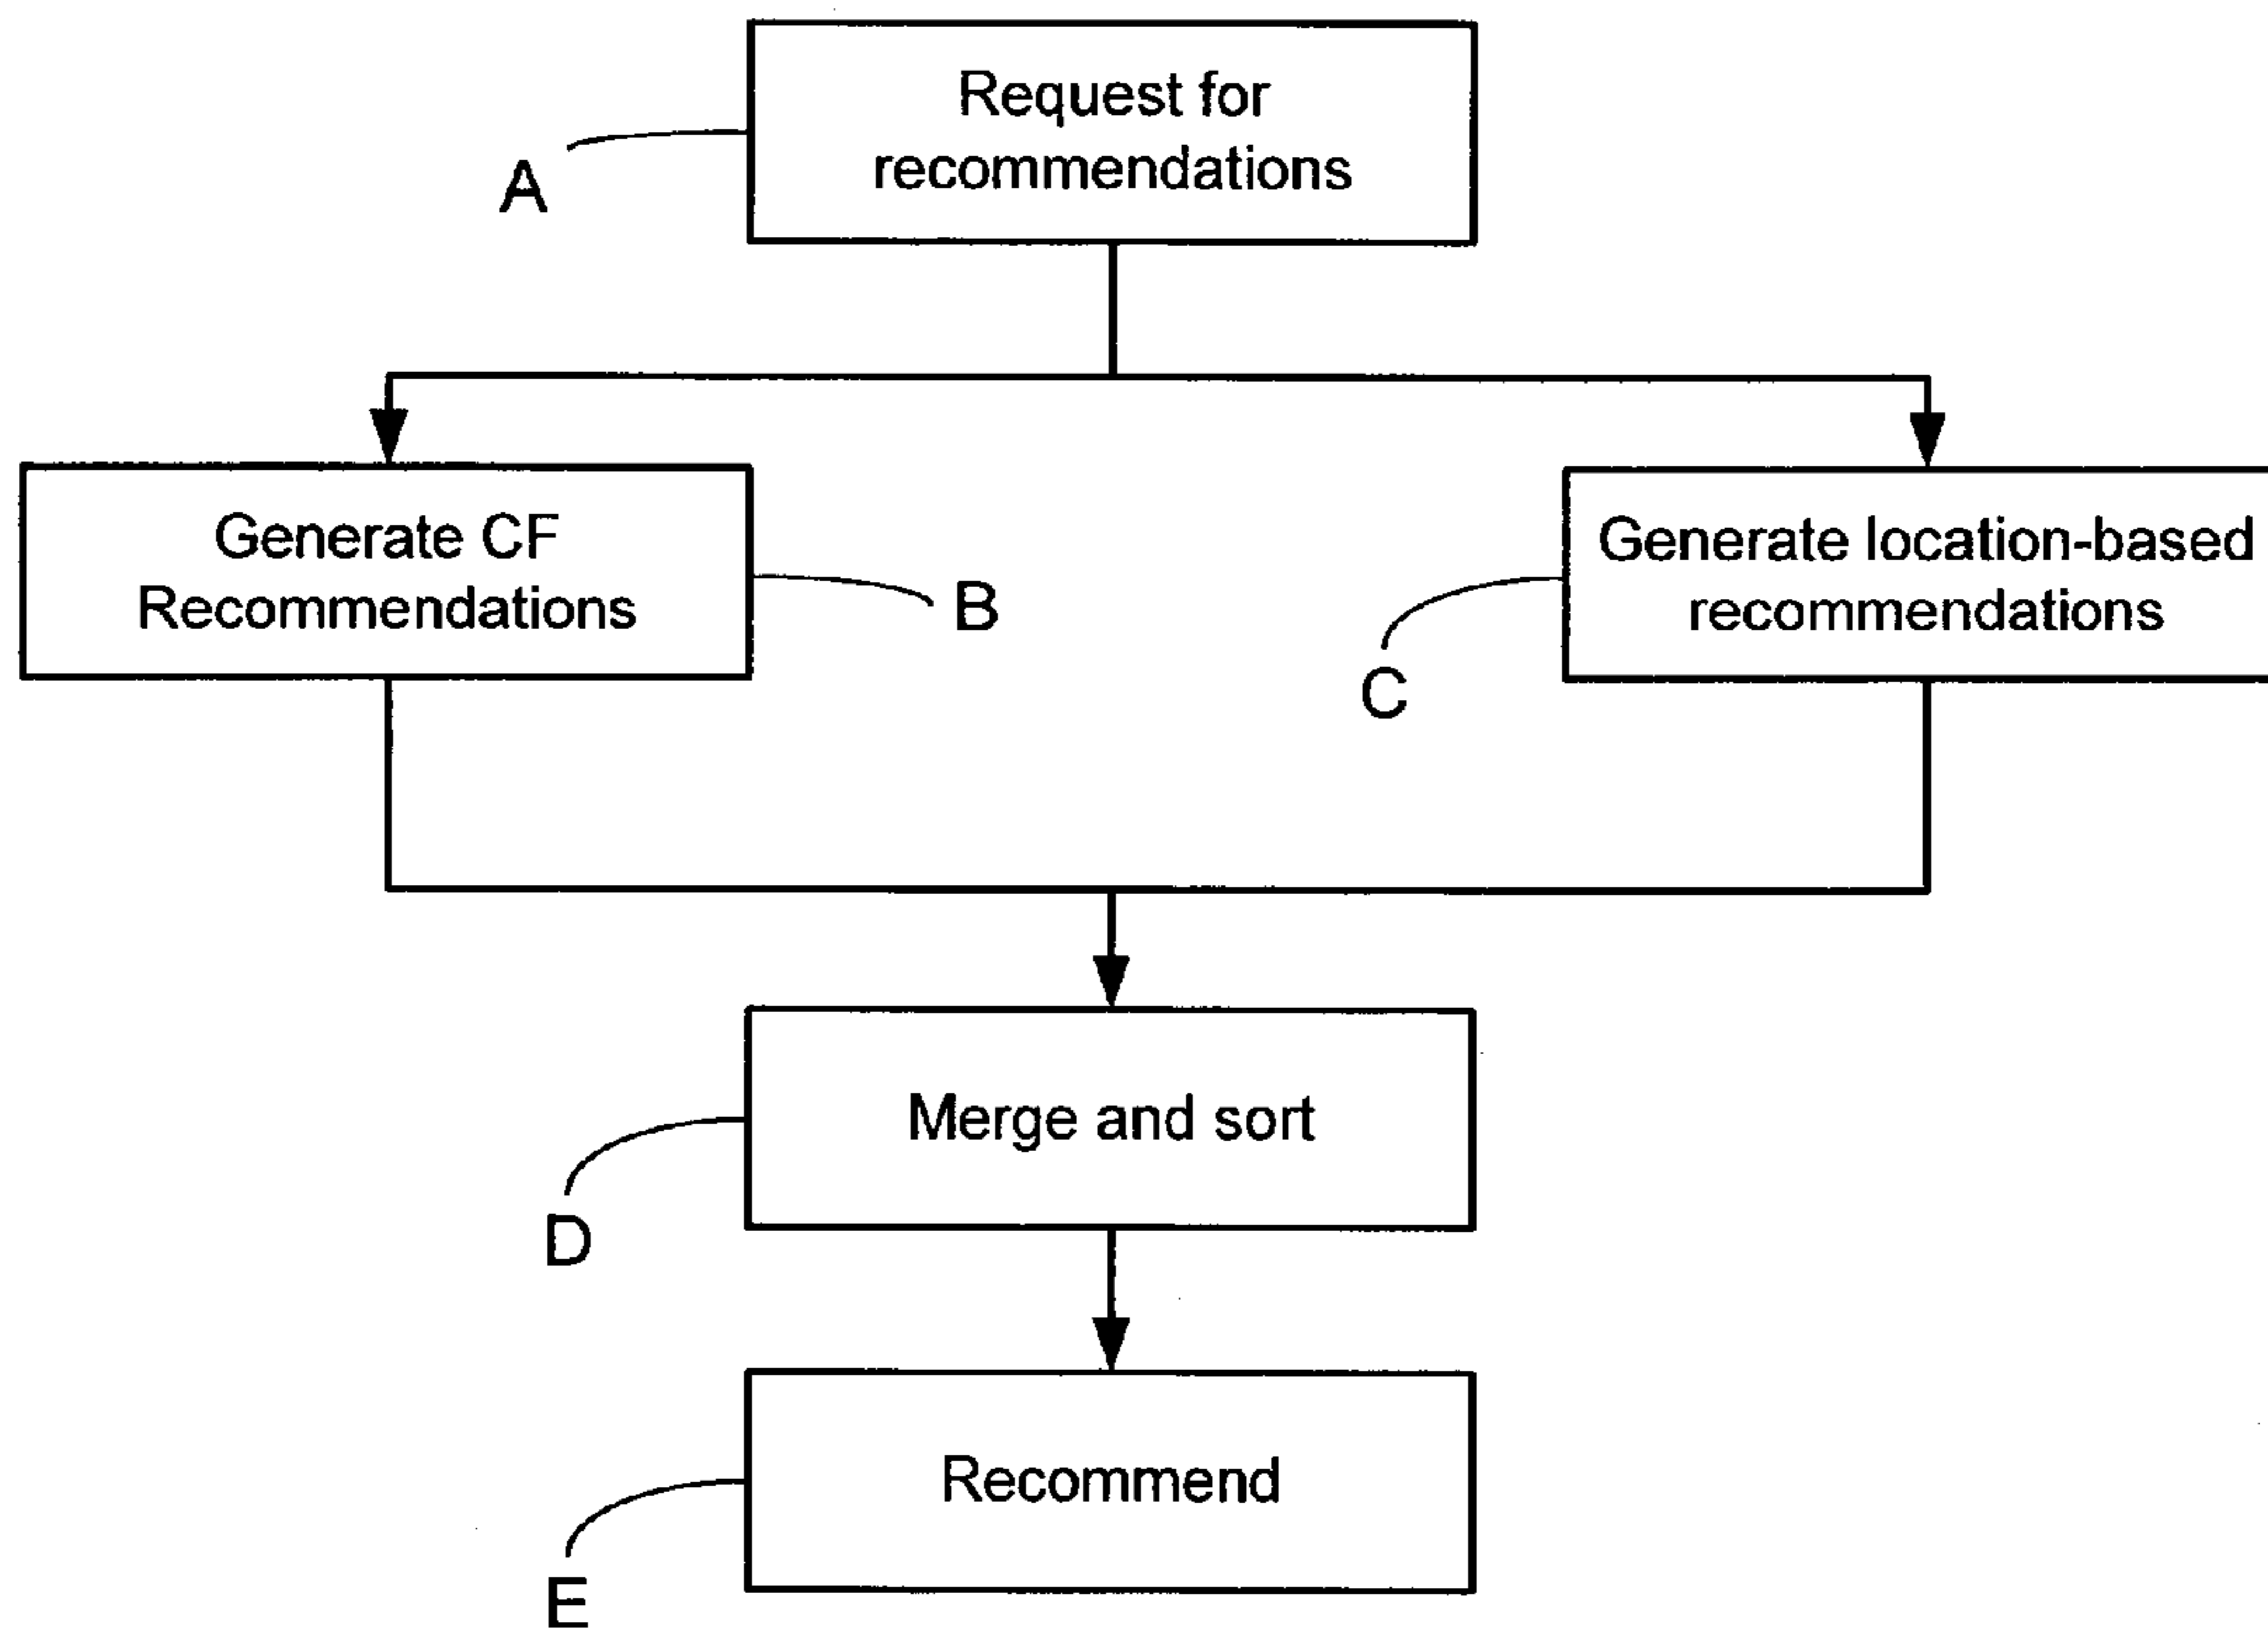 Request for
recommendations
A
Generate CF
Recommendations
B
Generate location-based
recommendations
C
Merge and sort
D
Recommend
E